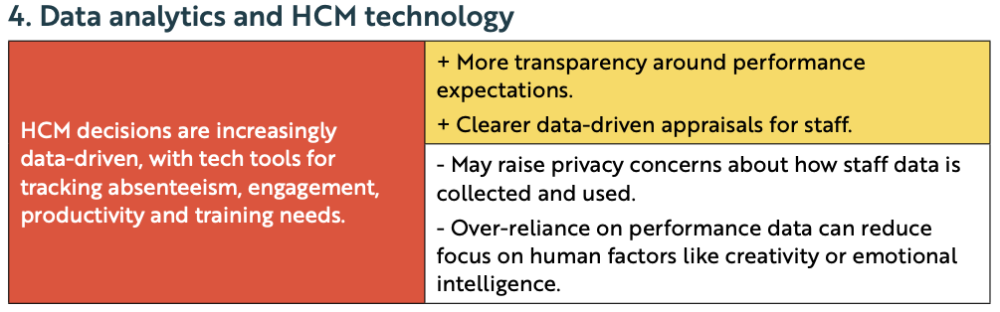 4. Data analytics and HCM technology
HCM decisions are increasingly
data-driven, with tech tools for
tracking absenteeism, engagement,
productivity and training needs.
+ More transparency around performance
expectations.
+ Clearer data-driven appraisals for staff.
- May raise privacy concerns about how staff data is
collected and used.
- Over-reliance on performance data can reduce
focus on human factors like creativity or emotional
intelligence.